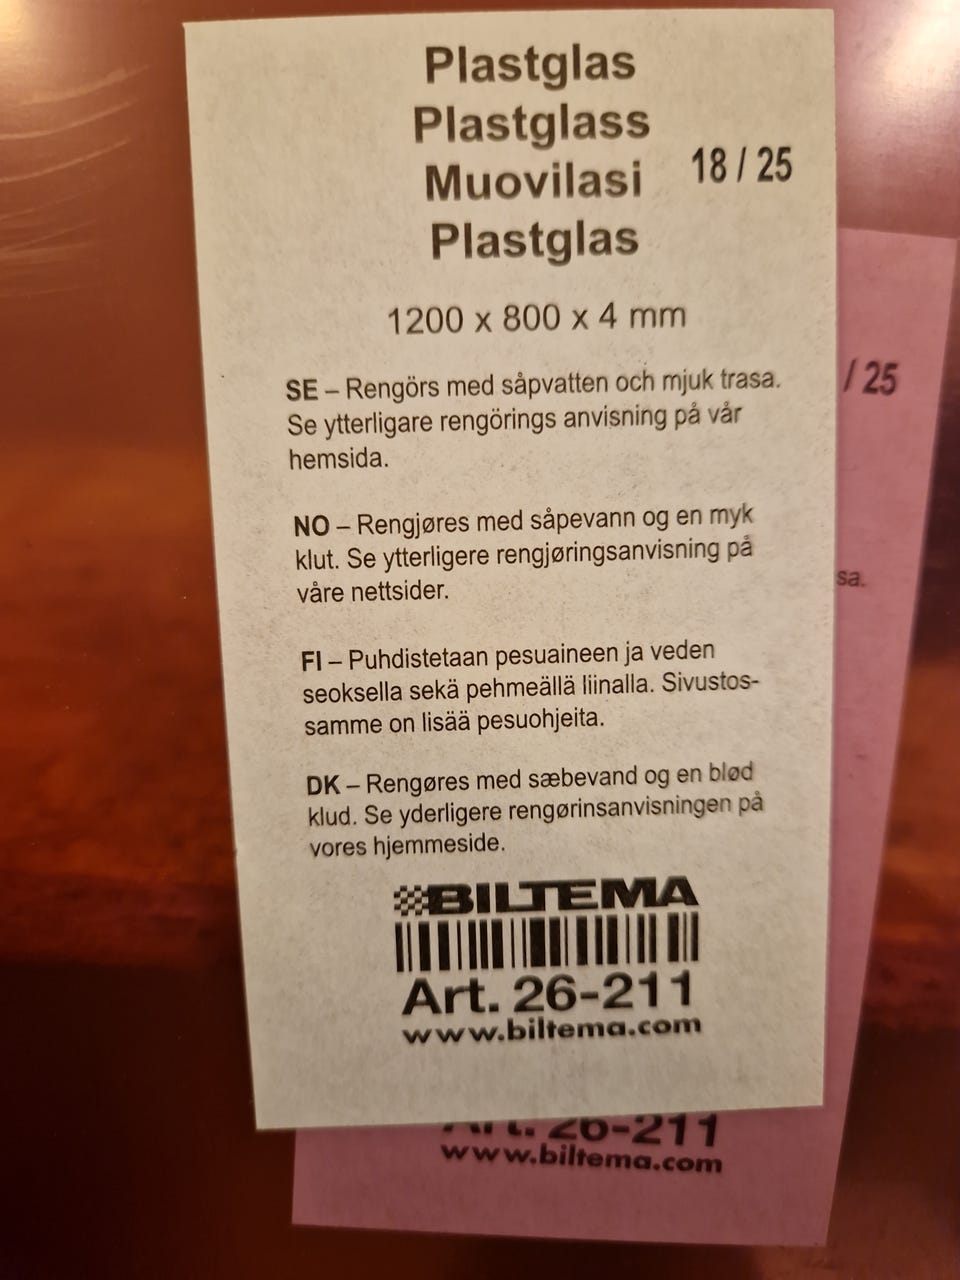 Plastglas
Plastglass
Muovilasi
Plastglas
18 / 25
1200 x 800 x 4 mm
SE – Rengörs med såpvatten och mjuk trasa.
Se ytterligare rengörings anvisning på vår
hemsida.
NO – Rengjøres med såpevann og en myk
klut. Se ytterligere rengjøringsanvisning på
våre nettsider.
FI – Puhdistetaan pesuaineen ja veden
seoksella sekä pehmeällä liinalla. Sivustos-
samme on lisää pesuohjeita.
DK – Rengøres med sæbevand og en blød
klud. Se yderligere rengørinsanvisningen på
vores hjemmeside.
BILTEMA
Art. 26-211
www.biltema.com
/ 25
sa.
Art. 26-211
www.biltema.com